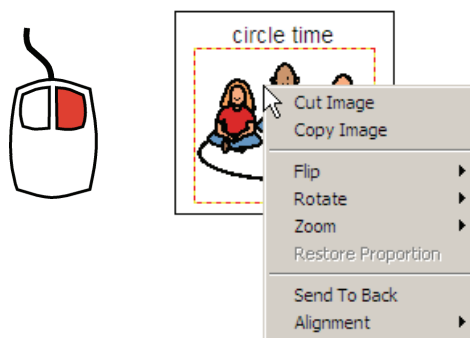 circle time
Cut Image
Copy Image
Flip
Rotate
Zoom
Restore Proportion
Send To Back
Alignment